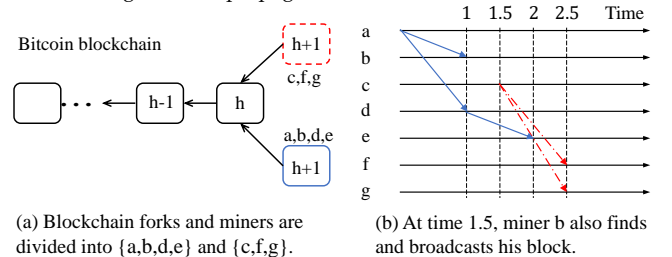 Bitcoin blockchain
h+1
c,f,g
h-1
h
a,b,d,e
h+1
(a) Blockchain forks and miners are
divided into {a,b,d,e} and {c,f,g}.
1 1.5 2 2.5 Time
a
b
c
d
e
f
g
(b) At time 1.5, miner b also finds
and broadcasts his block.